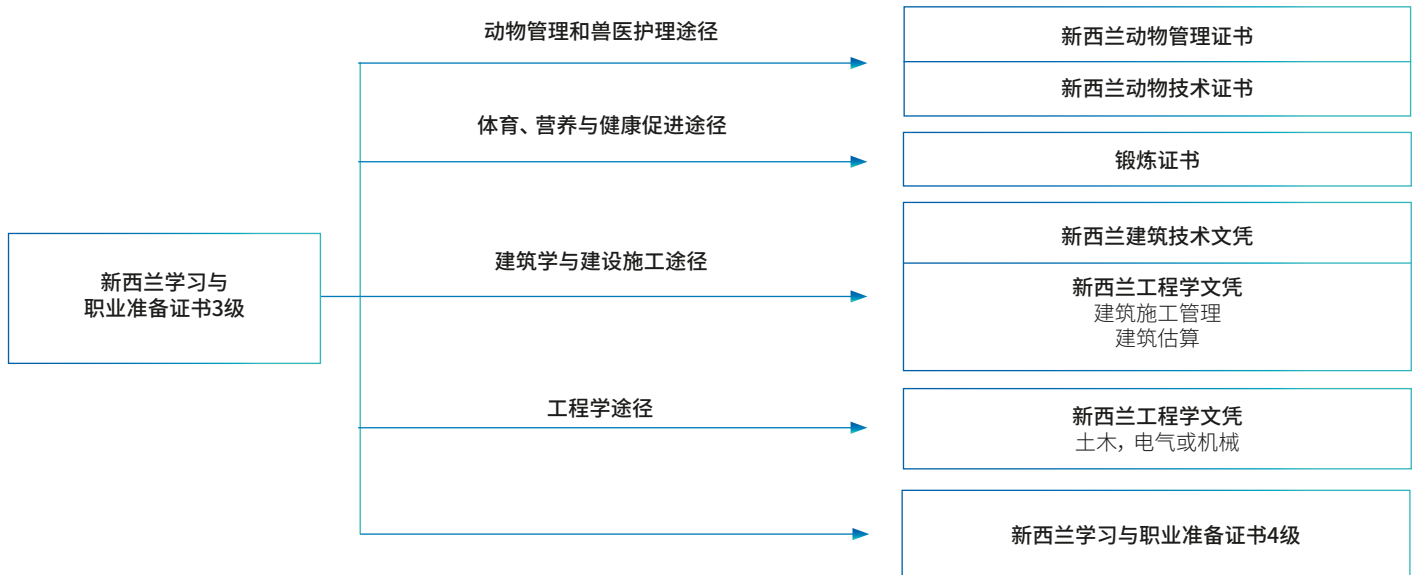 动物管理和兽医护理途径
新西兰动物管理证书
新西兰动物技术证书
体育、营养与健康促进途径
锻炼证书
新西兰学习与
职业准备证书3级
建筑学与建设施工途径
新西兰建筑技术文凭
新西兰工程学文凭
建筑施工管理
建筑估算
工程学途径
新西兰工程学文凭
土木，电气或机械
新西兰学习与职业准备证书4级